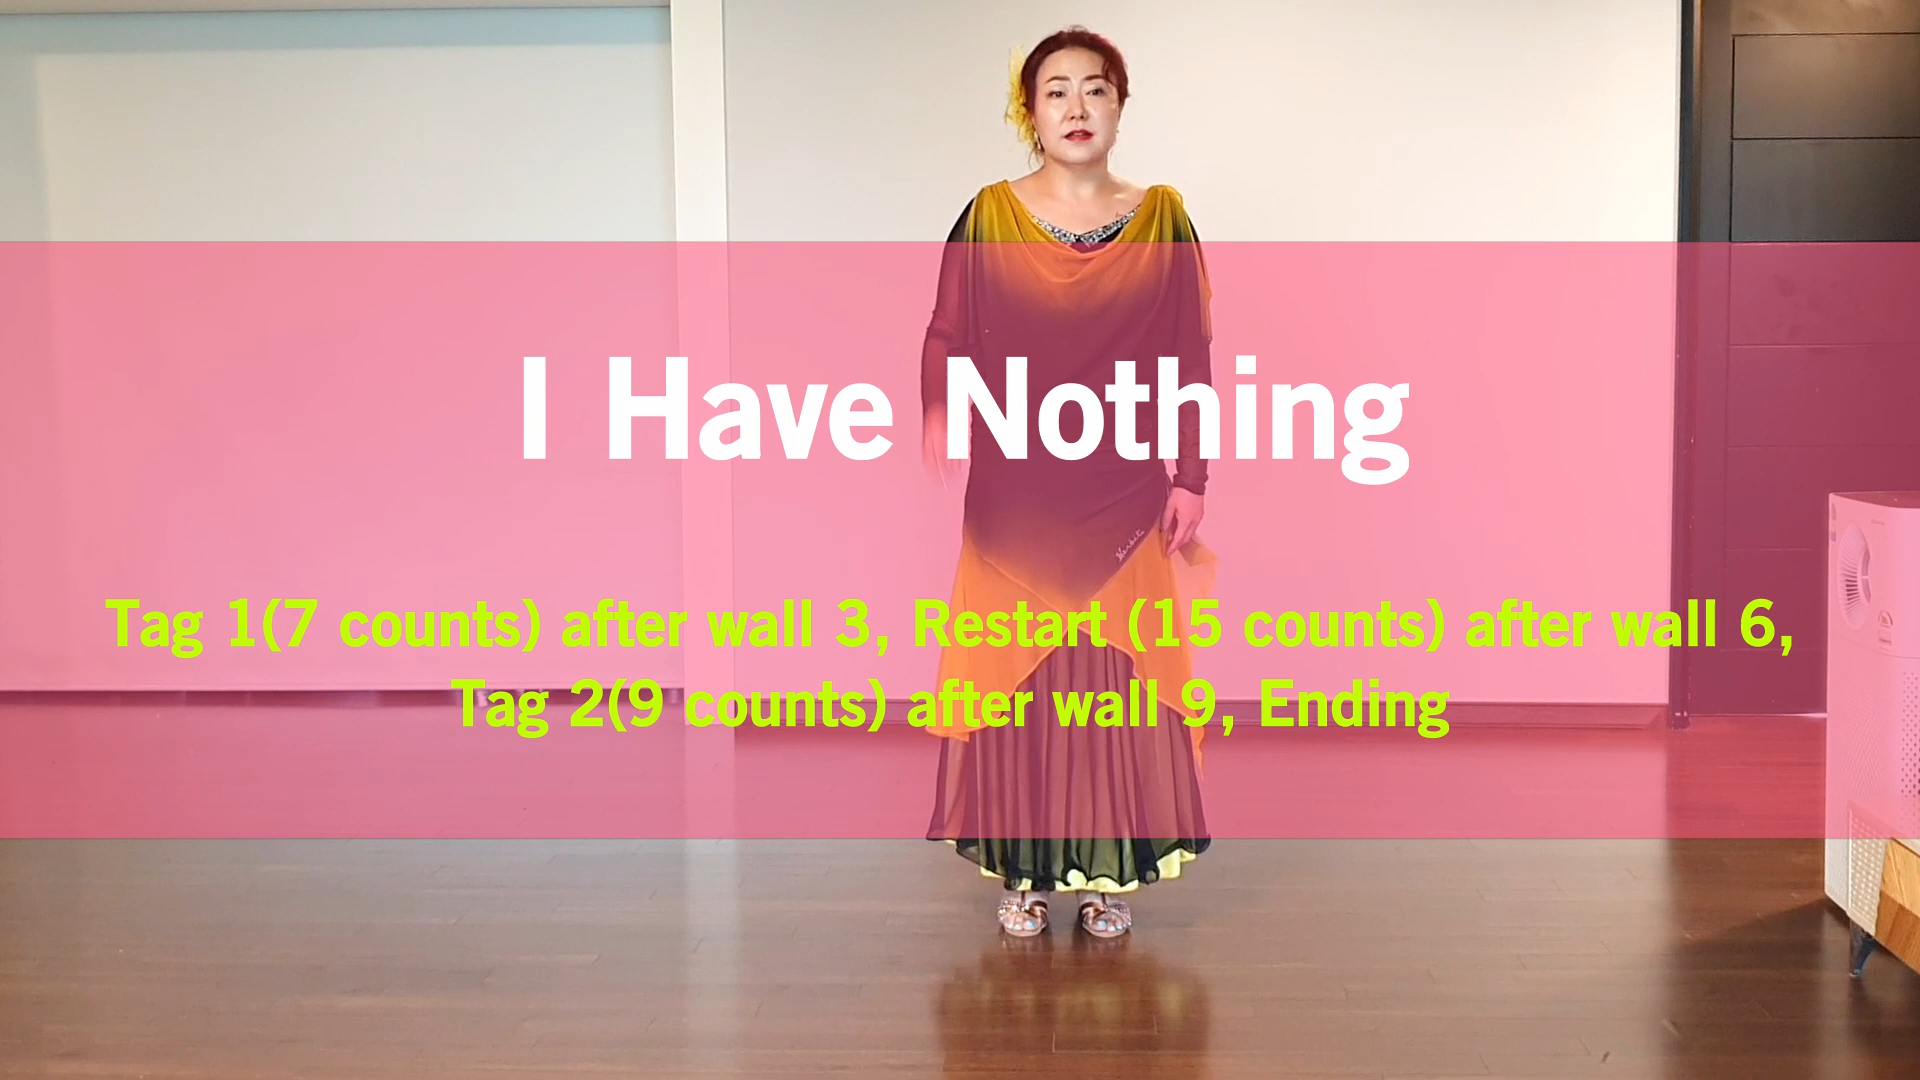 I Have Nothing
Tag 1(7 counts) after wall 3, Restart (15 counts) after wall 6,
Tag 2(9 counts) after wall 9, Ending